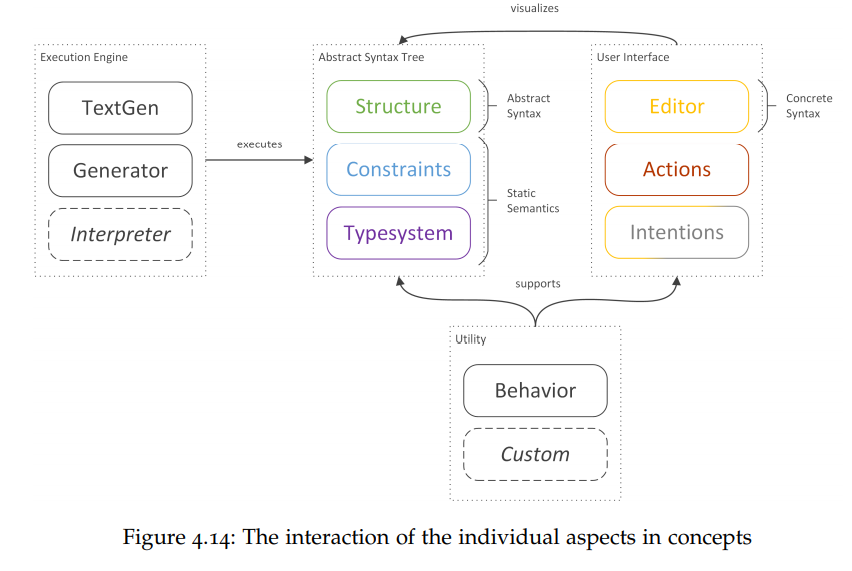 visualizes
Execution Engine
TextGen
Generator
Interpreter
executes
Abstract Syntax Tree
Structure
Constraints
Typesystem
Abstract
Syntax
Static
Semantics
User Interface
Editor
Actions
Intentions
Concrete
Syntax
supports
Utility
Behavior
Custom
Figure 4.14: The interaction of the individual aspects in concepts